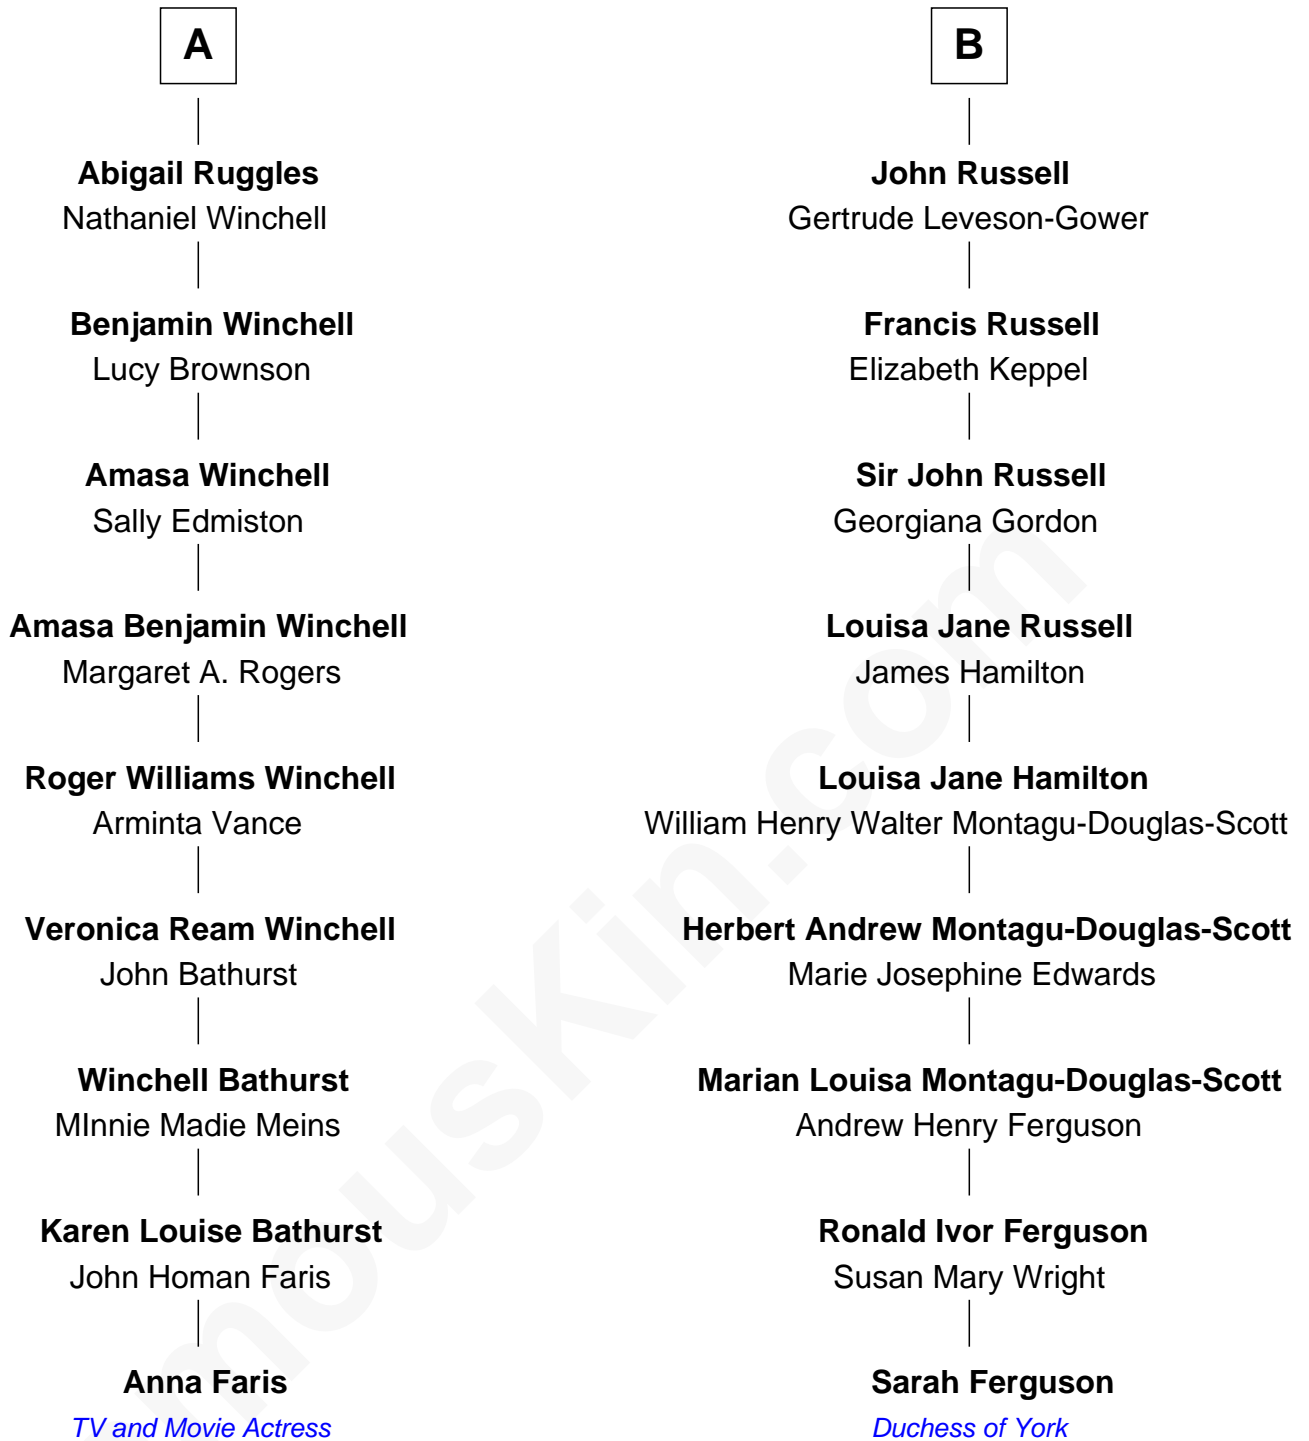 A
Abigail Ruggles
Nathaniel Winchell
Benjamin Winchell
Lucy Brownson
Amasa Winchell
Sally Edmiston
Amasa Benjamin Winchell
Margaret A. Rogers
Roger Williams Winchell
Arminta Vance
Veronica Ream Winchell
John Bathurst
Winchell Bathurst
MInnie Madie Meins
Karen Louise Bathurst
John Homan Faris
Anna Faris
TV and Movie Actress
B
John Russell
Gertrude Leveson-Gower
Francis Russell
Elizabeth Keppel
Sir John Russell
Georgiana Gordon
Louisa Jane Russell
James Hamilton
Louisa Jane Hamilton
William Henry Walter Montagu-Douglas-Scott
Herbert Andrew Montagu-Douglas-Scott
Marie Josephine Edwards
Marian Louisa Montagu-Douglas-Scott
Andrew Henry Ferguson
Ronald Ivor Ferguson
Susan Mary Wright
Sarah Ferguson
Duchess of York
mousKin.com